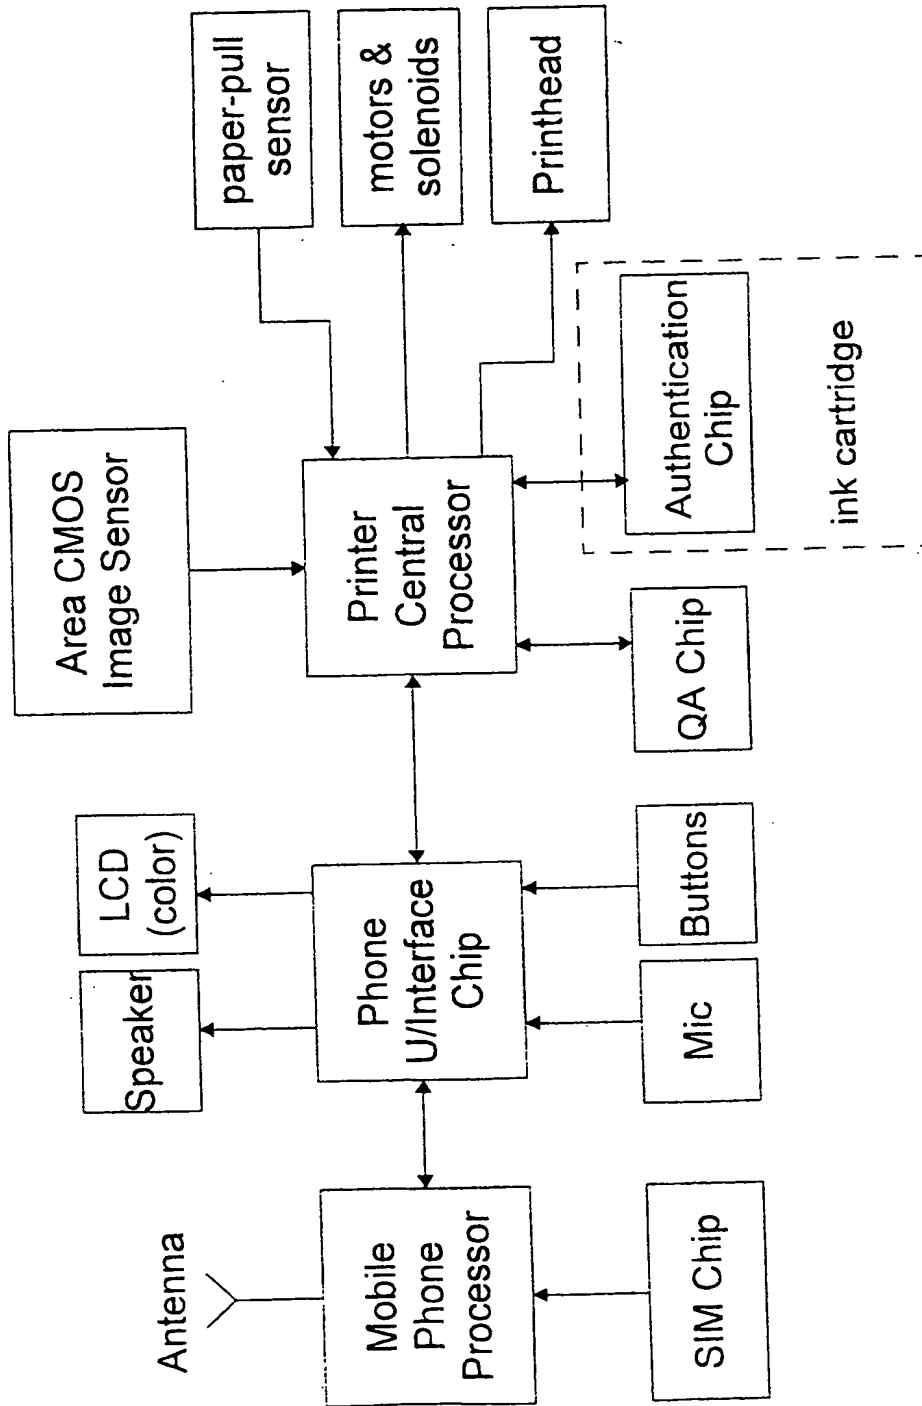 Antenna
Mobile
Phone
Processor
SIM Chip
Speaker
LCD
(color)
Phone
U/Interface
Chip
Mic
Buttons
Area CMOS
Image Sensor
Printer
Central
Processor
QA Chip
Authentication
Chip
ink cartridge
paper-pull
sensor
motors &
solenoids
Printhead